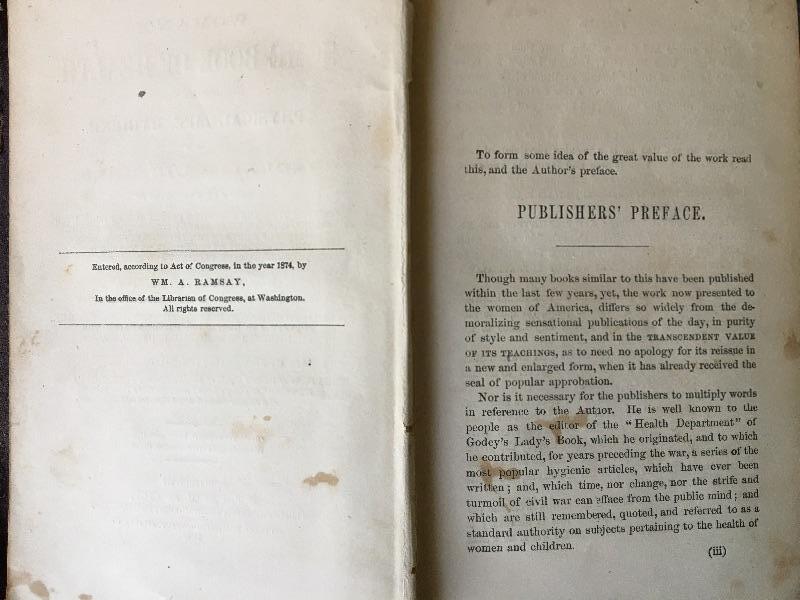 Entered, according to Act of Congress, in the year 1874, by
WM. A. RAMSAY,
In the office of the Librarian of Congress, at Washington.
All rights reserved.
To form some idea of the great value of the work read
this, and the Author's preface.
PUBLISHERS' PREFACE.
Though many books similar to this have been published
within the last few years, yet, the work now presented to
the women of America, differs so widely from the de-
moralizing sensational publications of the day, in purity
of style and sentiment, and in the TRANSCENDENT VALUE
OF ITS TEACHINGS, as to need no apology for its reissue in
a new and enlarged form, when it has already received the
seal of popular approbation.
Nor is it necessary for the publishers to multiply words
in reference to the Author. He is well known to the
people as the editor of the "Health Department" of
Godey's Lady's Book, which he originated, and to which
he contributed, for years preceding the war, a series of the
most popular hygienic articles, which have ever been
written; and, which time, nor change, nor the strife and
turmoil of civil war can efface from the public mind; and
which are still remembered, quoted, and referred to as a
standard authority on subjects pertaining to the health of
women and children.
(iii)